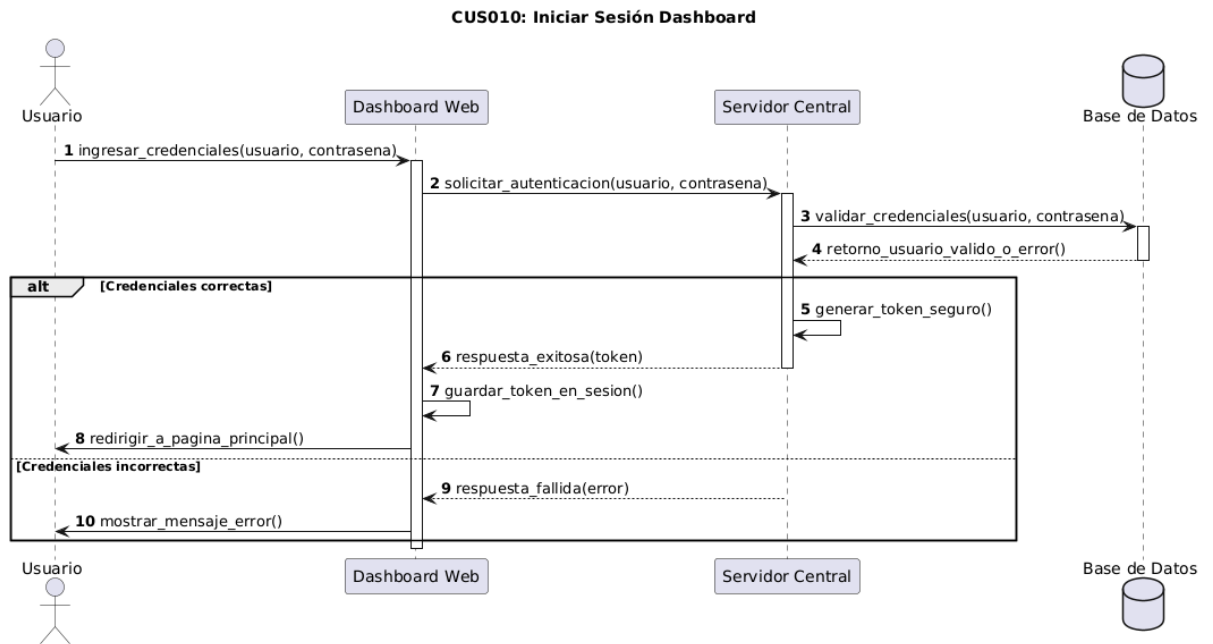 CUS010: Iniciar Sesión Dashboard
Usuario
Dashboard Web
Servidor Central
Base de Datos
1 ingresar_credenciales(usuario, contrasena)
2 solicitar_autenticacion(usuario, contrasena)
3 validar_credenciales(usuario, contrasena)
4 retorno_usuario_valido_o_error()
alt [Credenciales correctas]
5 generar_token_seguro()
6 respuesta_exitosa(token)
7 guardar_token_en_sesion()
8 redirigir_a_pagina_principal()
[Credenciales incorrectas]
9 respuesta_fallida(error)
10 mostrar_mensaje_error()
Usuario
Dashboard Web
Servidor Central
Base de Datos